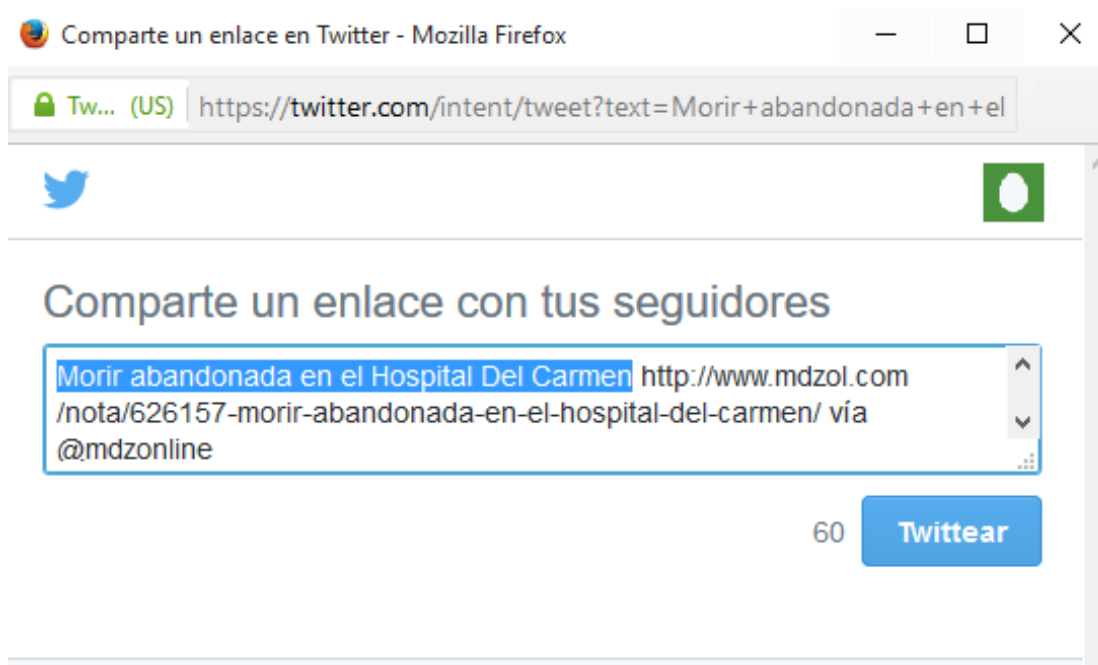 Comparte un enlace en Twitter - Mozilla Firefox
Tw... (US) https://twitter.com/intent/tweet?text=Morir+abandonada+en+el
Comparte un enlace con tus seguidores
Morir abandonada en el Hospital Del Carmen http://www.mdzol.com
/nota/626157-morir-abandonada-en-el-hospital-del-carmen/ vía
@mdzonline
60 Twittear